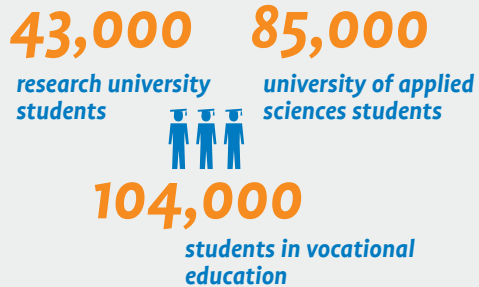 43,000
research university
students
85,000
university of applied
sciences students
104,000
students in vocational
education